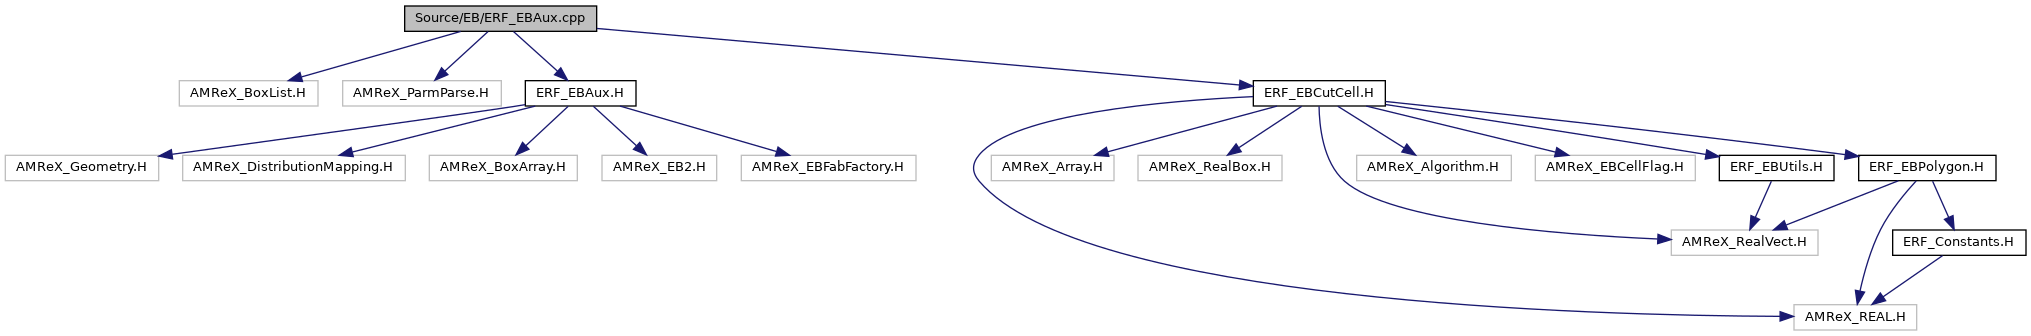 Source/EB/ERF_EBAux.cpp
AMReX_BoxList.H
AMReX_ParmParse.H
ERF_EBAux.H
ERF_EBCutCell.H
AMReX_Geometry.H
AMReX_DistributionMapping.H
AMReX_BoxArray.H
AMReX_EB2.H
AMReX_EBFabFactory.H
AMReX_Array.H
AMReX_RealBox.H
AMReX_Algorithm.H
AMReX_EBCellFlag.H
ERF_EBUtils.H
ERF_EBPolygon.H
AMReX_RealVect.H
ERF_Constants.H
AMReX_REAL.H